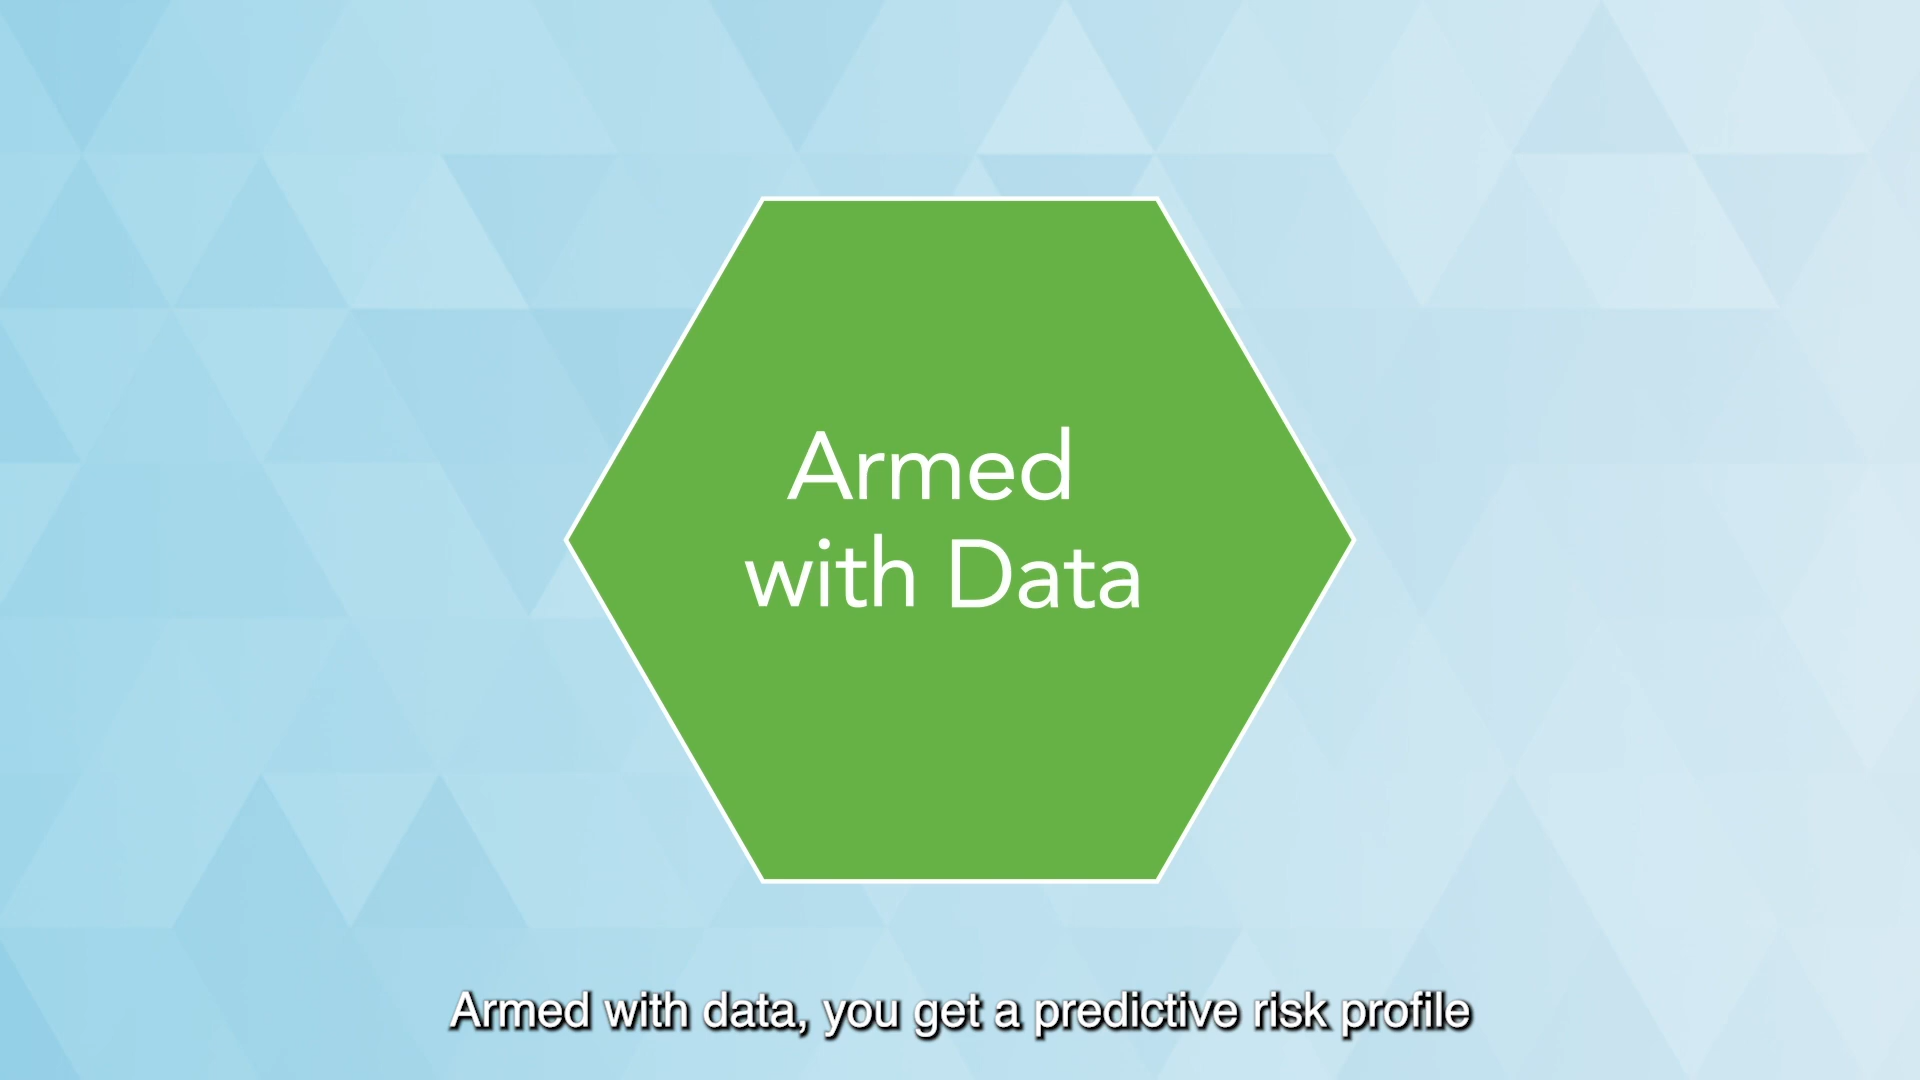 Armed
with Data
Armed with data, you get a predictive risk profile